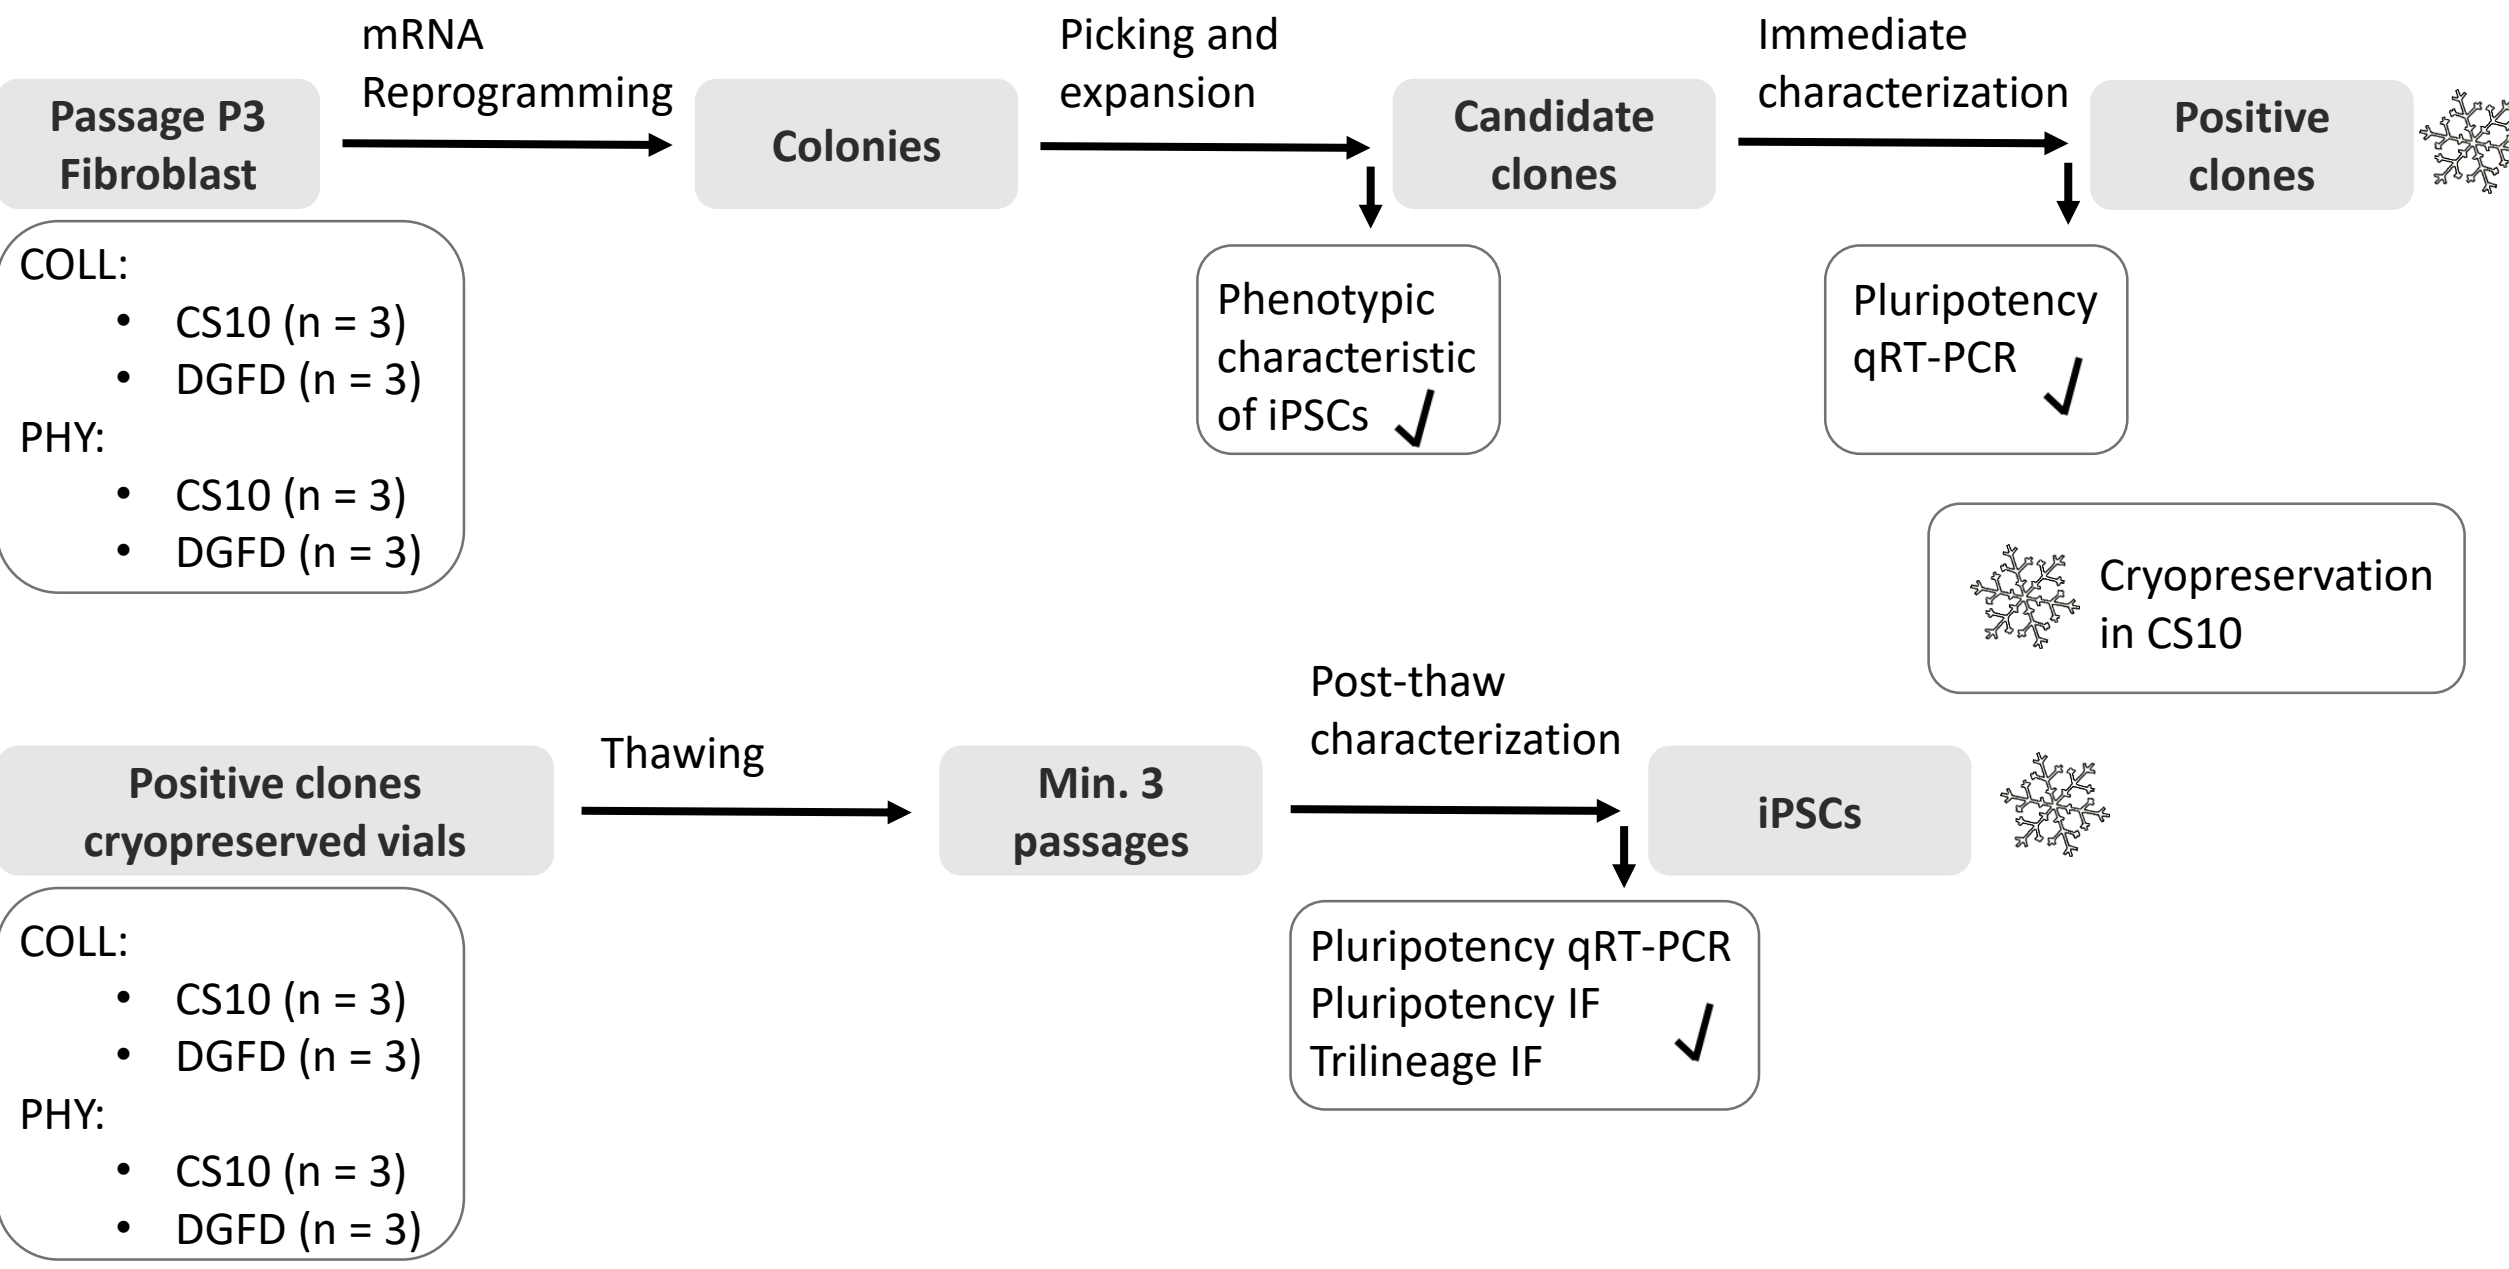 mRNA
Reprogramming
Picking and
expansion
Immediate
characterization
Passage P3
Fibroblast
Colonies
Candidate
clones
Positive
clones
COLL:
• CS10 (n = 3)
• DGFD (n = 3)
PHY:
• CS10 (n = 3)
• DGFD (n = 3)
Phenotypic
characteristic
of iPSCs
Pluripotency
qRT-PCR
Cryopreservation
in CS10
Positive clones
cryopreserved vials
Thawing
Min. 3
passages
Post-thaw
characterization
iPSCs
COLL:
• CS10 (n = 3)
• DGFD (n = 3)
PHY:
• CS10 (n = 3)
• DGFD (n = 3)
Pluripotency qRT-PCR
Pluripotency IF
Trilineage IF